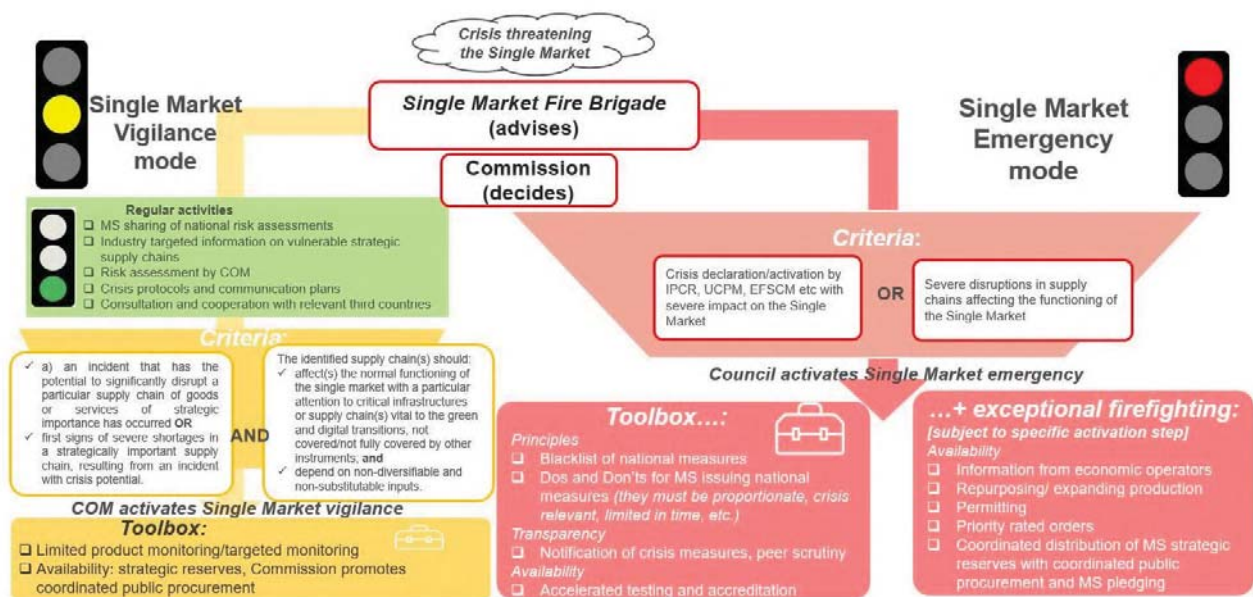 Crisis threatening
the Single Market
Single Market
Vigilance
mode
Single Market Fire Brigade
(advises)
Commission
(decides)
Single Market
Emergency
mode
Regular activities
❑ MS sharing of national risk assessments
❑ Industry targeted information on vulnerable strategic
supply chains
❑ Risk assessment by COM
❑ Crisis protocols and communication plans
❑ Consultation and cooperation with relevant third countries
Criteria:
✓ a) an incident that has the
potential to significantly disrupt a
particular supply chain of goods
or services of strategic
importance has occurred OR
✓ first signs of severe shortages in
a strategically important supply
chain, resulting from an incident
with crisis potential.
AND
The identified supply chain(s) should:
✓ affect(s) the normal functioning of
the single market with a particular
attention to critical infrastructures
or supply chain(s) vital to the green
and digital transitions, not
covered/not fully covered by other
instruments; and
✓ depend on non-diversifiable and
non-substitutable inputs.
COM activates Single Market vigilance
Toolbox:
❑ Limited product monitoring/targeted monitoring
❑ Availability: strategic reserves, Commission promotes
coordinated public procurement
Criteria:
Crisis declaration/activation by
IPCR, UCPM, EFSCM etc with
severe impact on the Single
Market
OR
Severe disruptions in supply
chains affecting the functioning of
the Single Market
Council activates Single Market emergency
Toolbox…:
Principles
❑ Blacklist of national measures
❑ Dos and Don'ts for MS issuing national
measures (they must be proportionate, crisis
relevant, limited in time, etc.)
Transparency
❑ Notification of crisis measures, peer scrutiny
Availability
❑ Accelerated testing and accreditation
…+ exceptional firefighting:
[subject to specific activation step]
Availability
❑ Information from economic operators
❑ Repurposing/ expanding production
❑ Permitting
❑ Priority rated orders
❑ Coordinated distribution of MS strategic
reserves with coordinated public
procurement and MS pledging